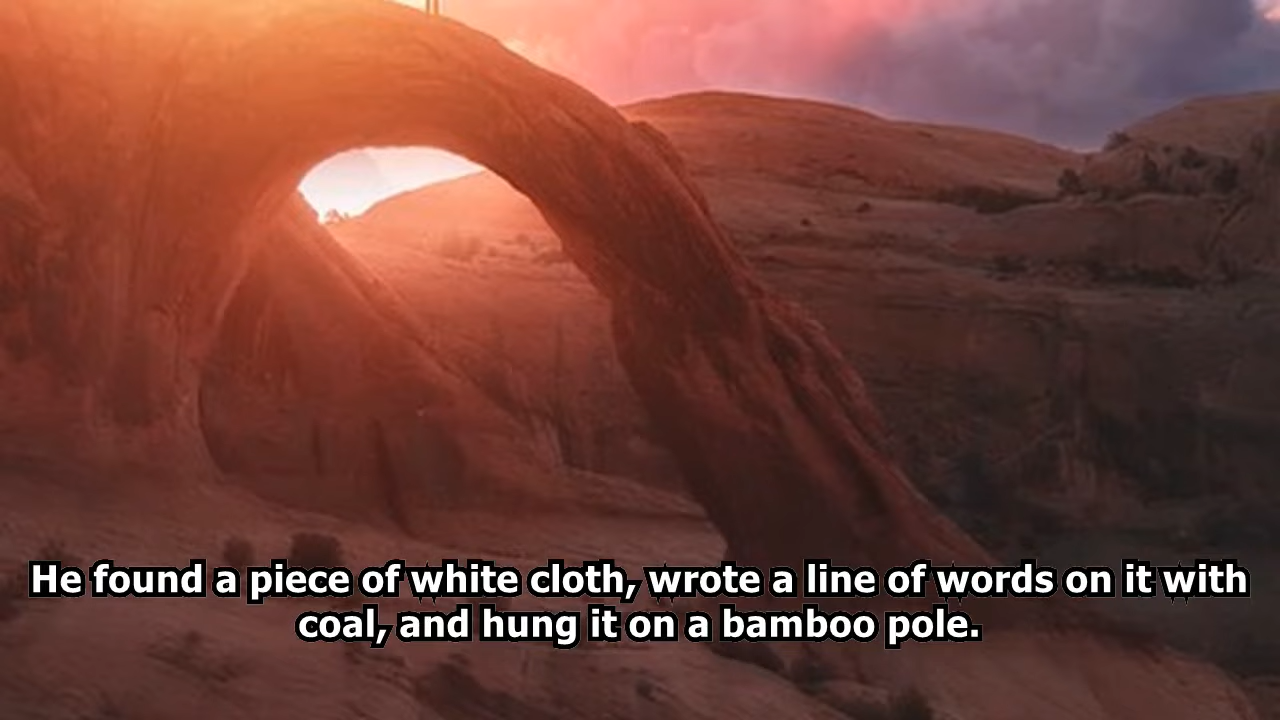 He found a piece of white cloth, wrote a line of words on it with
coal, and hung it on a bamboo pole.